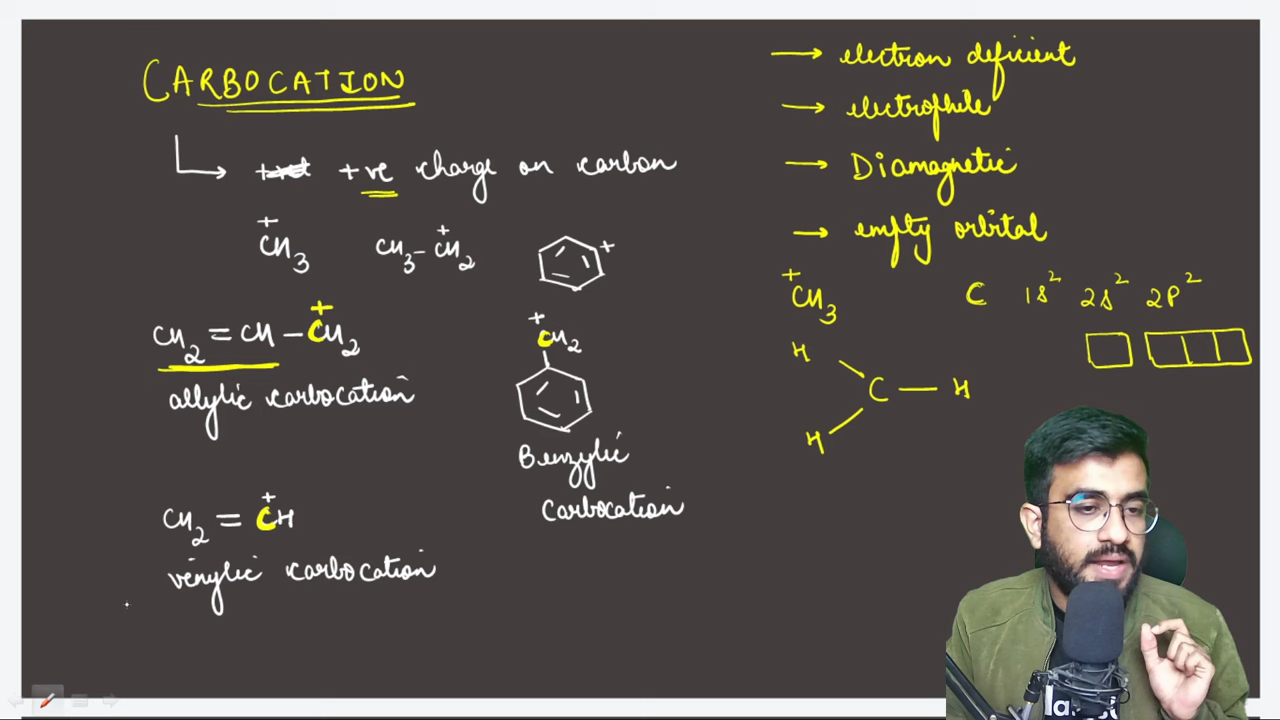 CARBOCATION
+ve charge on carbon
+
CH3 CH3-CH2
+ +
CH2=CH-CH2
+
allylic carbocation
+
CH2
Benzylic
Carbocation
+
CH2 = CH
venylic carbocation
→ electron deficient
→ electrophile
→ Diamagnetic
→ empty orbital
+
CH3 C 1s² 2s² 2p²
H
C — H
H